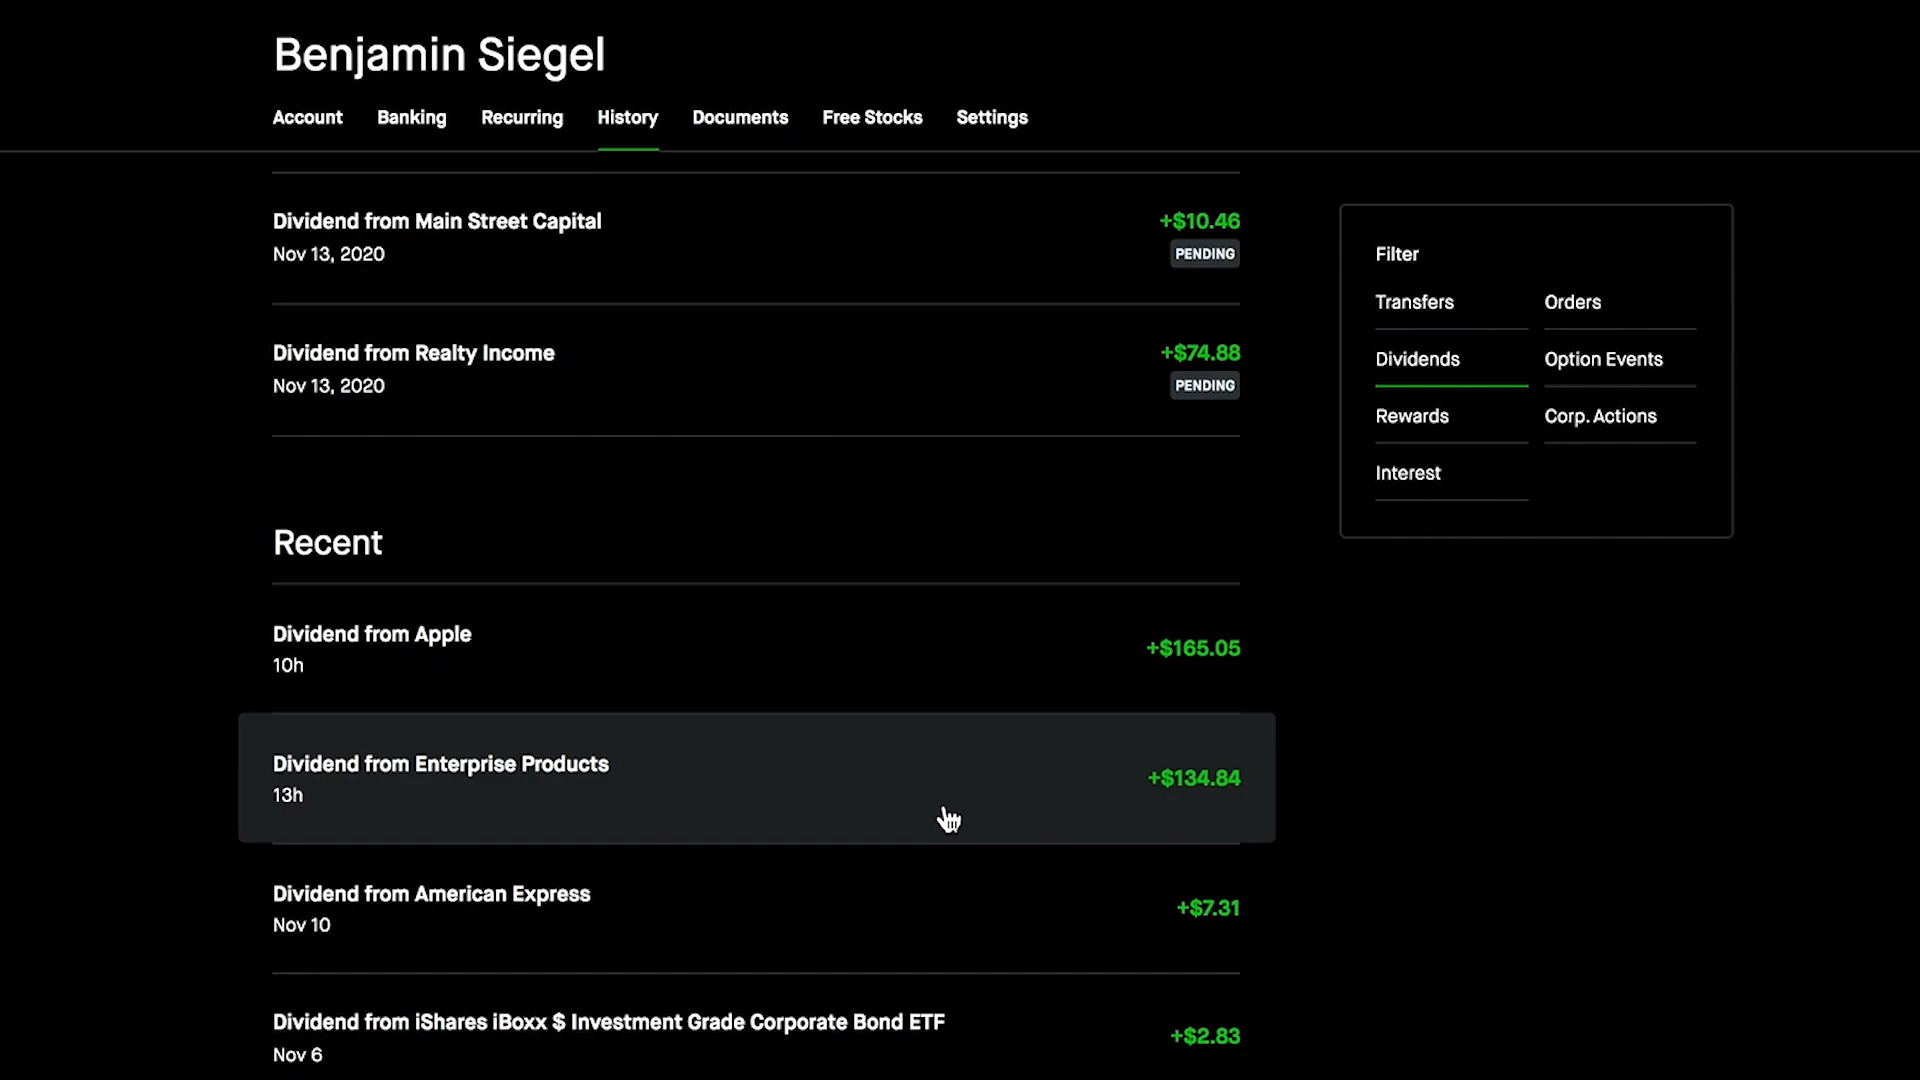 Benjamin Siegel
Account Banking Recurring History Documents Free Stocks Settings
Dividend from Main Street Capital
+$10.46
Nov 13, 2020
PENDING
Dividend from Realty Income
+$74.88
Nov 13, 2020
PENDING
Recent
Dividend from Apple
10h
+$165.05
Dividend from Enterprise Products
13h
+$134.84
Dividend from American Express
Nov 10
+$7.31
Dividend from iShares iBoxx $ Investment Grade Corporate Bond ETF
Nov 6
+$2.83
Filter
Transfers Orders
Dividends Option Events
Rewards Corp. Actions
Interest